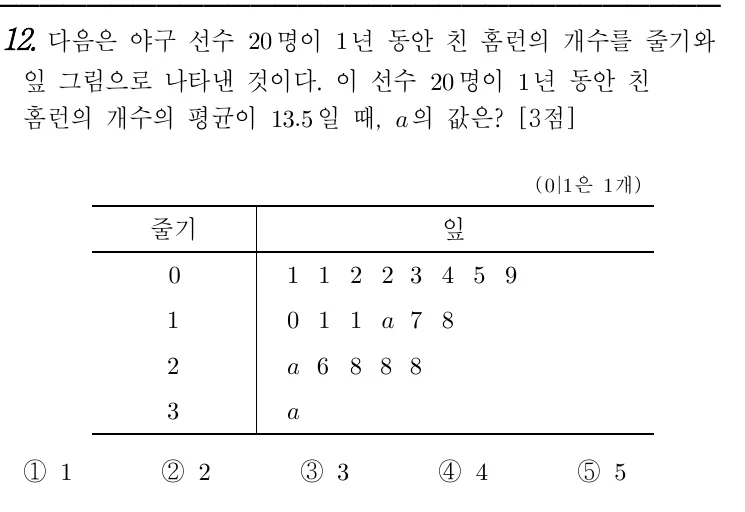 12. 다음은 야구 선수 20명이 1년 동안 친 홈런의 개수를 줄기와
잎 그림으로 나타낸 것이다. 이 선수 20명이 1년 동안 친
홈런의 개수의 평균이 13.5일 때, a의 값은? [3점]
(0|1은 1개)
줄기 잎
0 1 1 2 2 3 4 5 9
1 0 1 1 a 7 8
2 a 6 8 8 8
3 a
① 1 ② 2 ③ 3 ④ 4 ⑤ 5